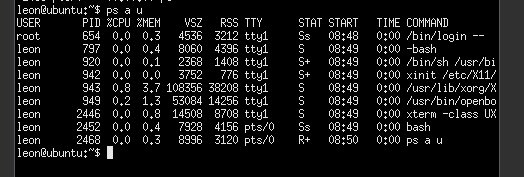 leon@ubuntu:~$ ps a u
USER PID %CPU %MEM VSZ RSS TTY STAT START TIME COMMAND
root 654 0.0 0.3 4536 3212 tty1 Ss 08:48 0:00 /bin/login --
leon 797 0.0 0.4 8060 4396 tty1 S 08:49 0:00 -bash
leon 920 0.0 0.1 2368 1408 tty1 S+ 08:49 0:00 /bin/sh /usr/bi
leon 942 0.0 0.0 3752 776 tty1 S+ 08:49 0:00 xinit /etc/X11/
leon 943 0.8 3.7 108356 38208 tty1 S 08:49 0:00 /usr/lib/xorg/X
leon 949 0.2 1.3 53084 14256 tty1 S 08:49 0:00 /usr/bin/openbo
leon 2446 0.0 0.8 14508 8708 tty1 S 08:49 0:00 xterm -class UX
leon 2452 0.0 0.4 7928 4156 pts/0 Ss 08:49 0:00 bash
leon 2468 0.0 0.3 8996 3120 pts/0 R+ 08:50 0:00 ps a u
leon@ubuntu:~$